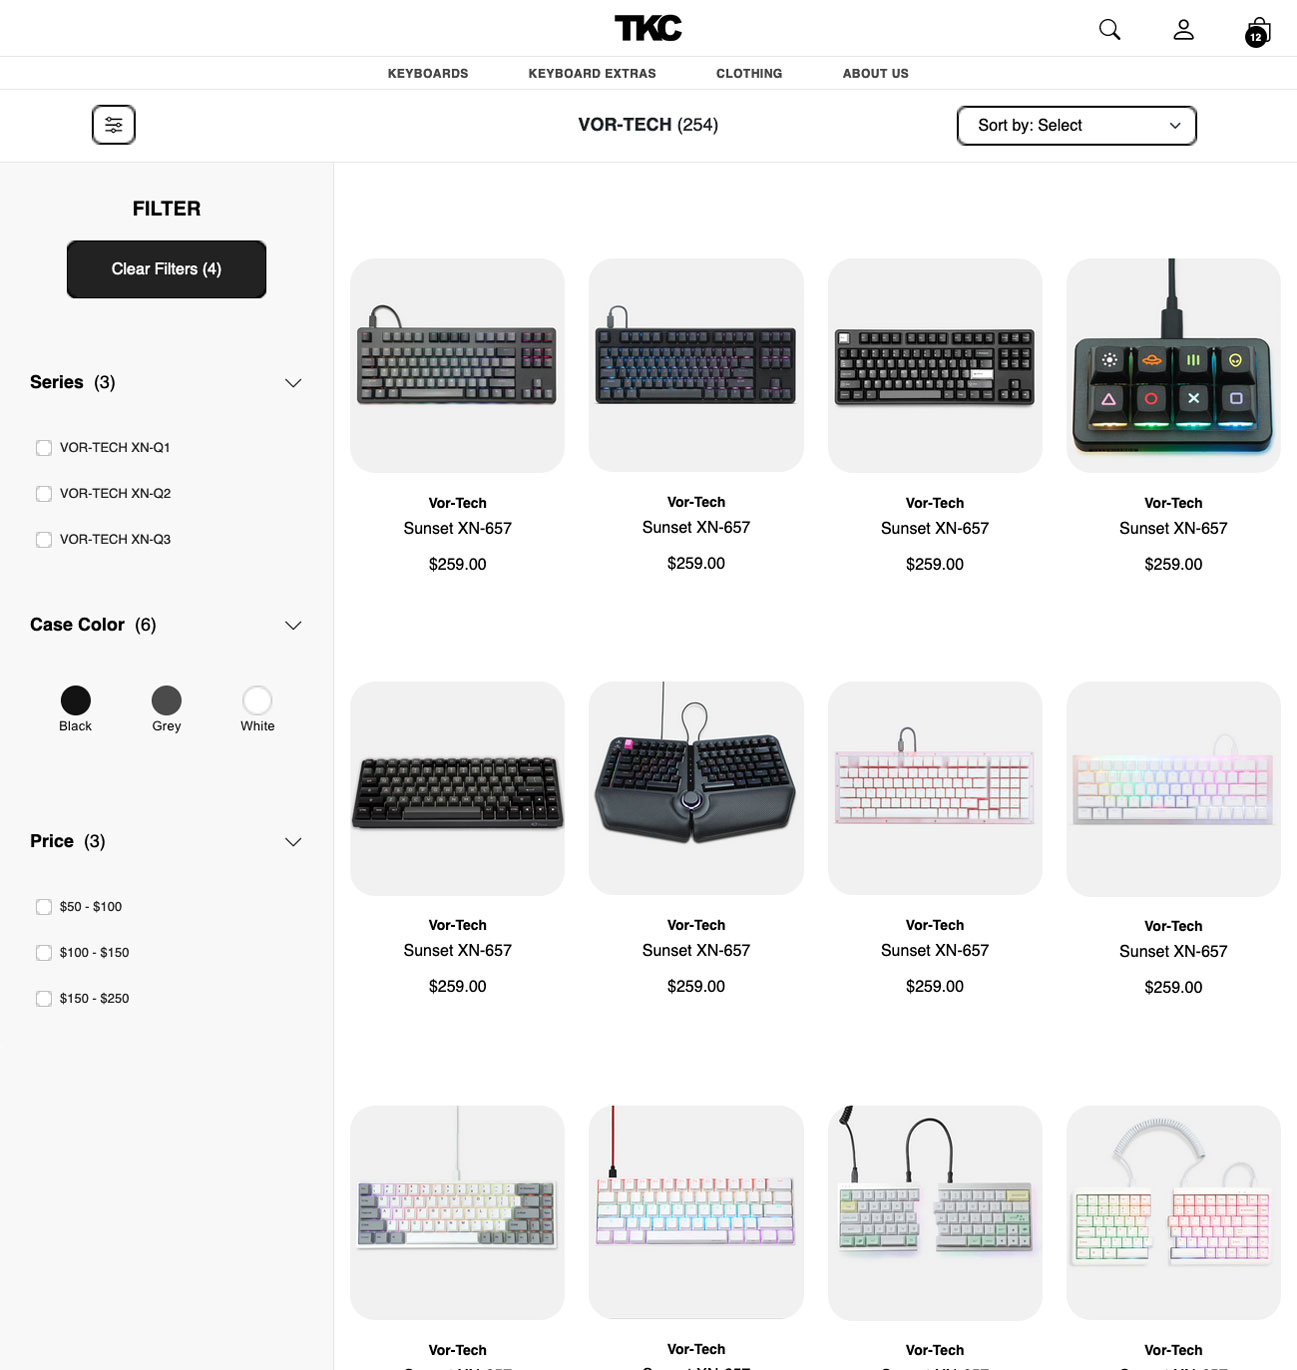 TKC
12
KEYBOARDS KEYBOARD EXTRAS CLOTHING ABOUT US
VOR-TECH (254)
Sort by: Select
FILTER
Clear Filters (4)
Series (3)
VOR-TECH XN-Q1
VOR-TECH XN-Q2
VOR-TECH XN-Q3
Case Color (6)
Black Grey White
Price (3)
$50 - $100
$100 - $150
$150 - $250
Vor-Tech Vor-Tech Vor-Tech Vor-Tech
Sunset XN-657 Sunset XN-657 Sunset XN-657 Sunset XN-657
$259.00 $259.00 $259.00 $259.00
Vor-Tech Vor-Tech Vor-Tech Vor-Tech
Sunset XN-657 Sunset XN-657 Sunset XN-657 Sunset XN-657
$259.00 $259.00 $259.00 $259.00
Vor-Tech Vor-Tech Vor-Tech Vor-Tech